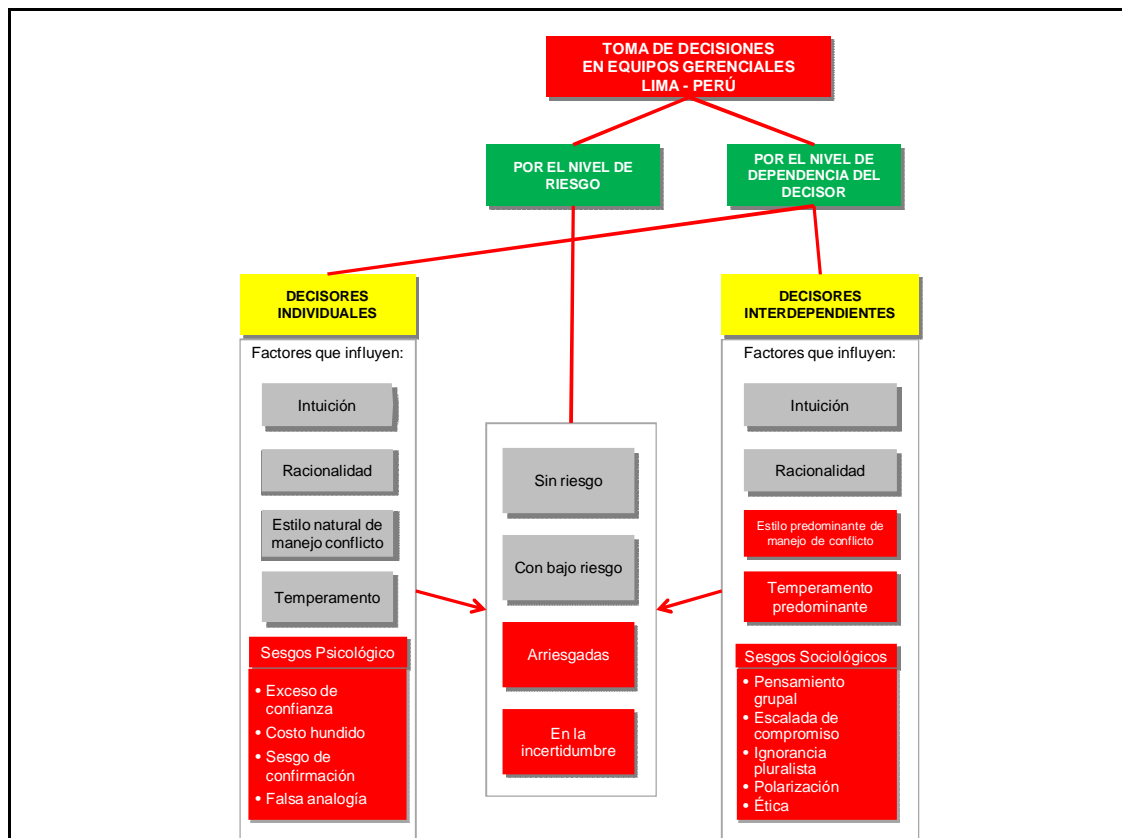 TOMA DE DECISIONES
EN EQUIPOS GERENCIALES
LIMA - PERÚ
POR EL NIVEL DE
RIESGO
POR EL NIVEL DE
DEPENDENCIA DEL
DECISOR
DECISORES
INDIVIDUALES
Factores que influyen:
Intuición
Racionalidad
Estilo natural de
manejo conflicto
Temperamento
Sesgos Psicológico
• Exceso de
confianza
• Costo hundido
• Sesgo de
confirmación
• Falsa analogía
Sin riesgo
Con bajo riesgo
Arriesgadas
En la
incertidumbre
DECISORES
INTERDEPENDIENTES
Factores que influyen:
Intuición
Racionalidad
Estilo predominante de
manejo de conflicto
Temperamento
predominante
Sesgos Sociológicos
• Pensamiento
grupal
• Escalada de
compromiso
• Ignorancia
pluralista
• Polarización
• Ética